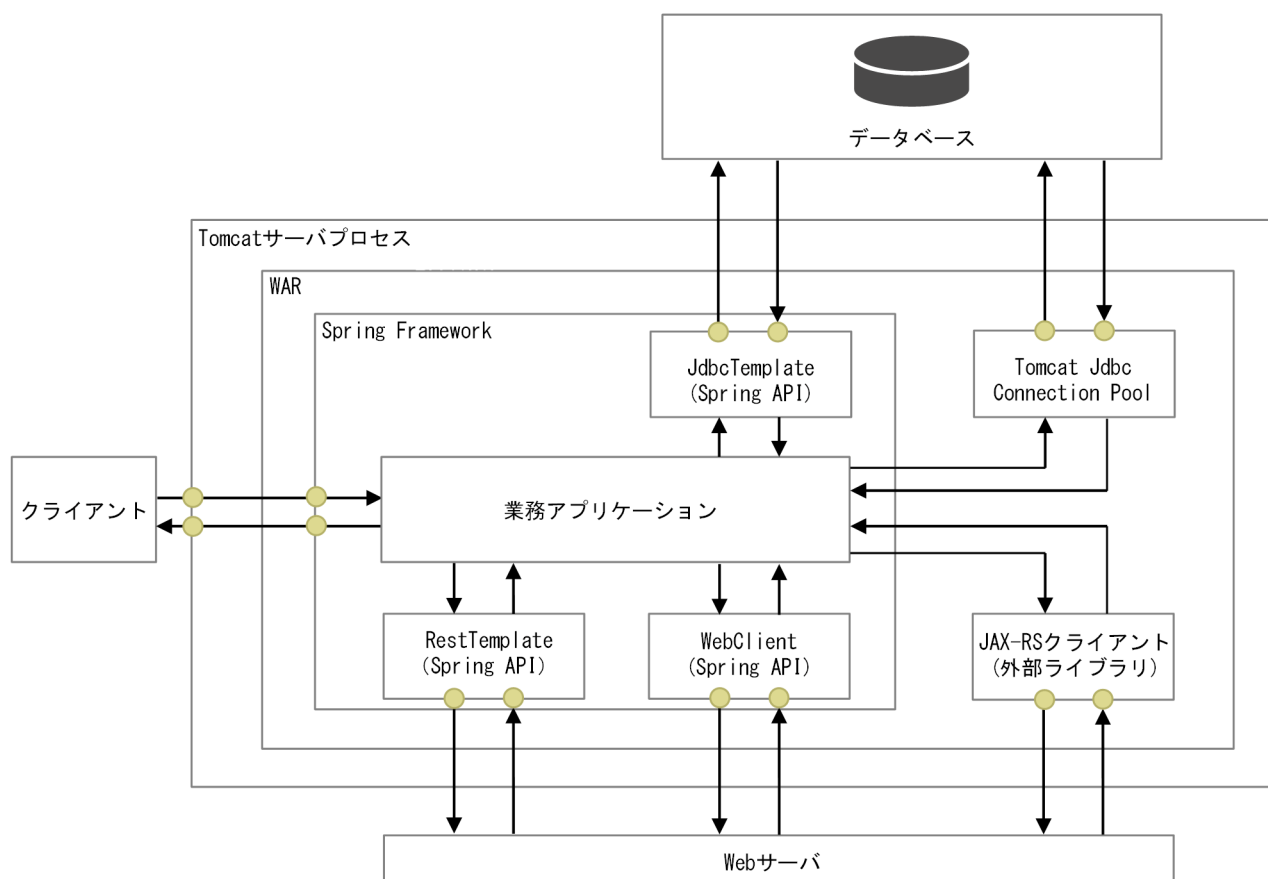 データベース
Tomcatサーバプロセス
WAR
Spring Framework
JdbcTemplate
(Spring API)
Tomcat Jdbc
Connection Pool
クライアント
業務アプリケーション
RestTemplate
(Spring API)
WebClient
(Spring API)
JAX-RSクライアント
(外部ライブラリ)
Webサーバ